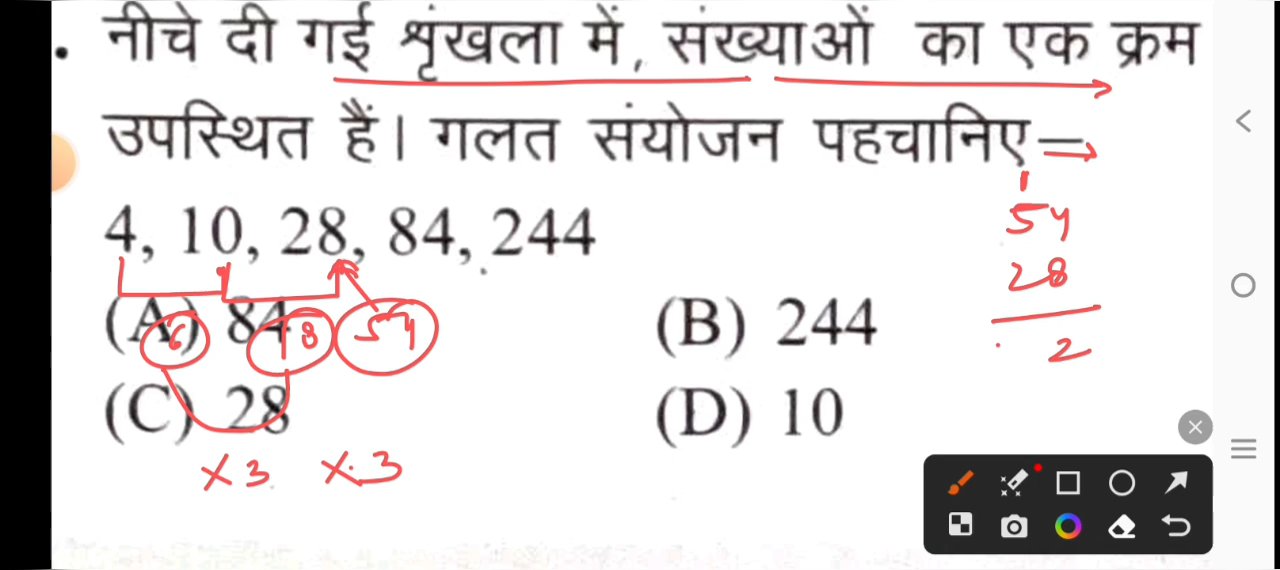 . नीचे दी गई शृंखला में, संख्याओं का एक क्रम
उपस्थित हैं। गलत संयोजन पहचानिए—
4, 10, 28, 84, 244
(A) 84 (B) 244
(C) 28 (D) 10
6 18 54
×3 ×3
1
54
28
2